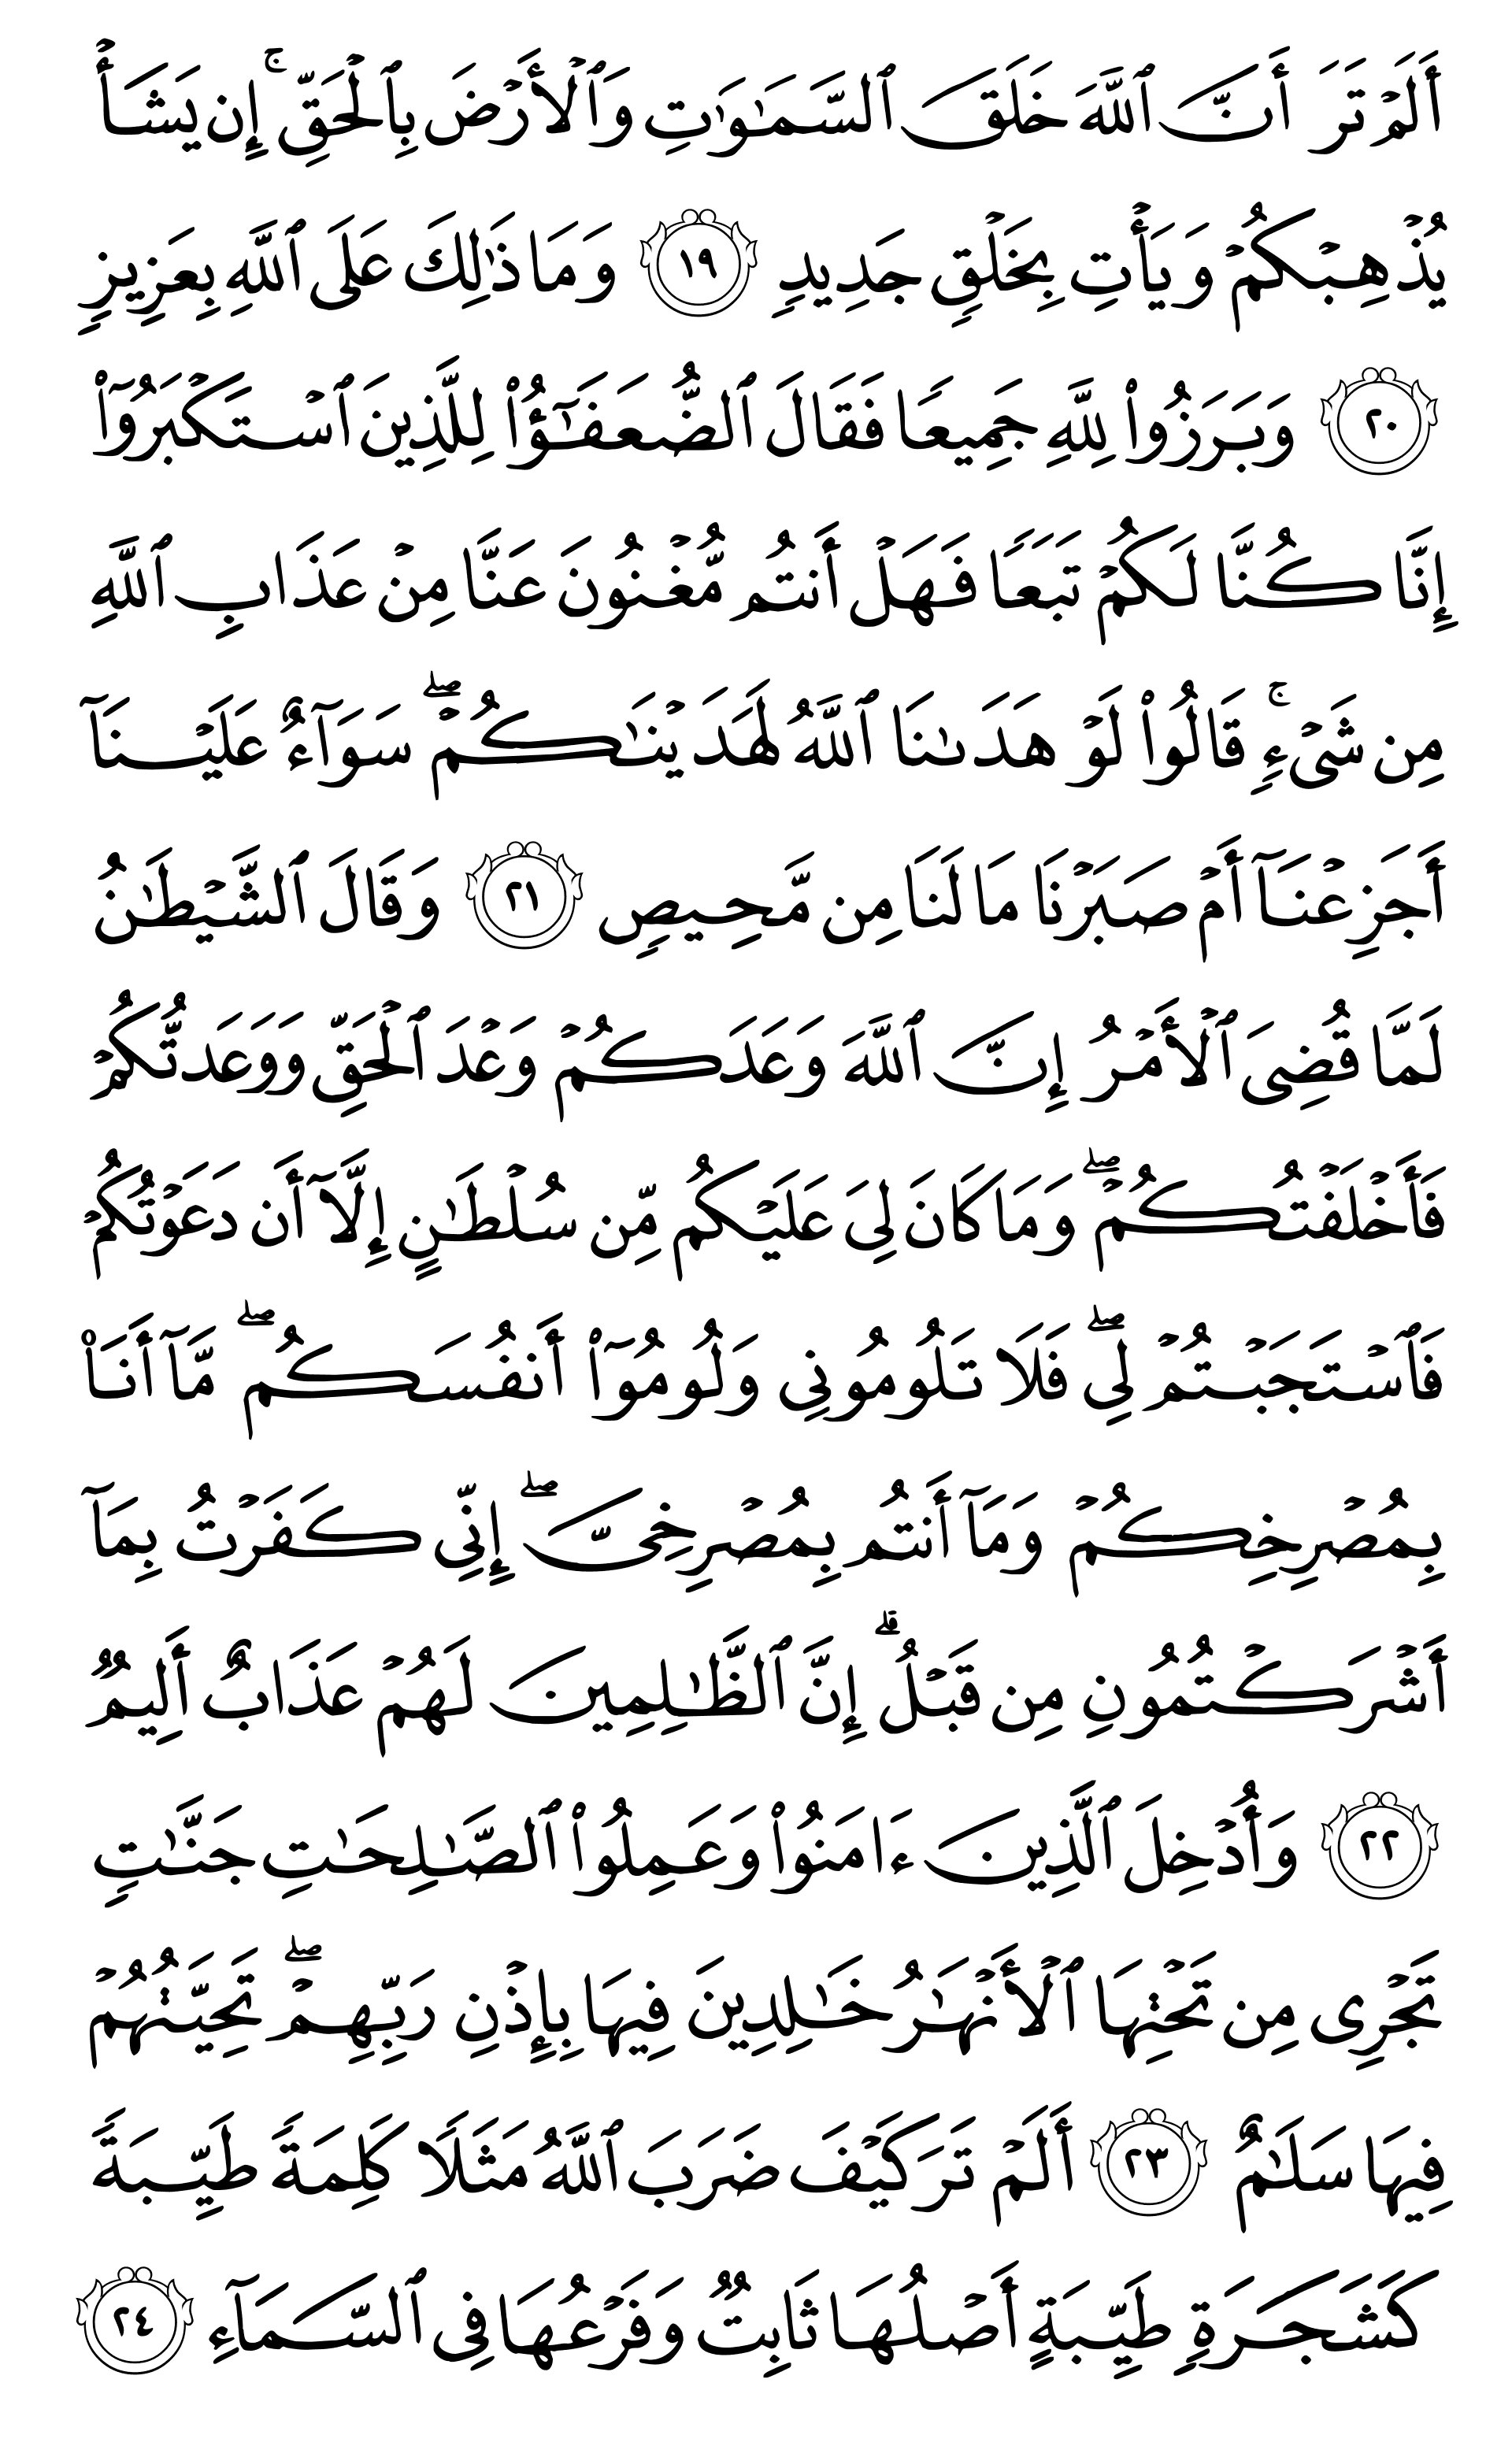 أَلَمْ تَرَ أَنَّ ٱللَّهَ خَلَقَ ٱلسَّمَٰوَٰتِ وَٱلْأَرْضَ بِٱلْحَقِّ ۚ إِن يَشَأْ
يُذْهِبْكُمْ وَيَأْتِ بِخَلْقٍ جَدِيدٍ ١٩ وَمَا ذَٰلِكَ عَلَى ٱللَّهِ بِعَزِيزٍ
٢٠ وَبَرَزُوا۟ لِلَّهِ جَمِيعًا فَقَالَ ٱلضُّعَفَٰٓؤُا۟ لِلَّذِينَ ٱسْتَكْبَرُوٓا۟
إِنَّا كُنَّا لَكُمْ تَبَعًا فَهَلْ أَنتُم مُّغْنُونَ عَنَّا مِنْ عَذَابِ ٱللَّهِ
مِن شَىْءٍ ۚ قَالُوا۟ لَوْ هَدَىٰنَا ٱللَّهُ لَهَدَيْنَٰكُمْ ۖ سَوَآءٌ عَلَيْنَآ
أَجَزِعْنَآ أَمْ صَبَرْنَا مَا لَنَا مِن مَّحِيصٍ ٢١ وَقَالَ ٱلشَّيْطَٰنُ
لَمَّا قُضِىَ ٱلْأَمْرُ إِنَّ ٱللَّهَ وَعَدَكُمْ وَعْدَ ٱلْحَقِّ وَوَعَدتُّكُمْ
فَأَخْلَفْتُكُمْ ۖ وَمَا كَانَ لِىَ عَلَيْكُم مِّن سُلْطَٰنٍ إِلَّآ أَن دَعَوْتُكُمْ
فَٱسْتَجَبْتُمْ لِى ۖ فَلَا تَلُومُونِى وَلُومُوٓا۟ أَنفُسَكُم ۖ مَّآ أَنَا۠
بِمُصْرِخِكُمْ وَمَآ أَنتُم بِمُصْرِخِىَّ ۖ إِنِّى كَفَرْتُ بِمَآ
أَشْرَكْتُمُونِ مِن قَبْلُ ۗ إِنَّ ٱلظَّٰلِمِينَ لَهُمْ عَذَابٌ أَلِيمٌ
٢٢ وَأُدْخِلَ ٱلَّذِينَ ءَامَنُوا۟ وَعَمِلُوا۟ ٱلصَّٰلِحَٰتِ جَنَّٰتٍ
تَجْرِى مِن تَحْتِهَا ٱلْأَنْهَٰرُ خَٰلِدِينَ فِيهَا بِإِذْنِ رَبِّهِمْ ۖ تَحِيَّتُهُمْ
فِيهَا سَلَٰمٌ ٢٣ أَلَمْ تَرَ كَيْفَ ضَرَبَ ٱللَّهُ مَثَلًا كَلِمَةً طَيِّبَةً
كَشَجَرَةٍ طَيِّبَةٍ أَصْلُهَا ثَابِتٌ وَفَرْعُهَا فِى ٱلسَّمَآءِ ٢٤